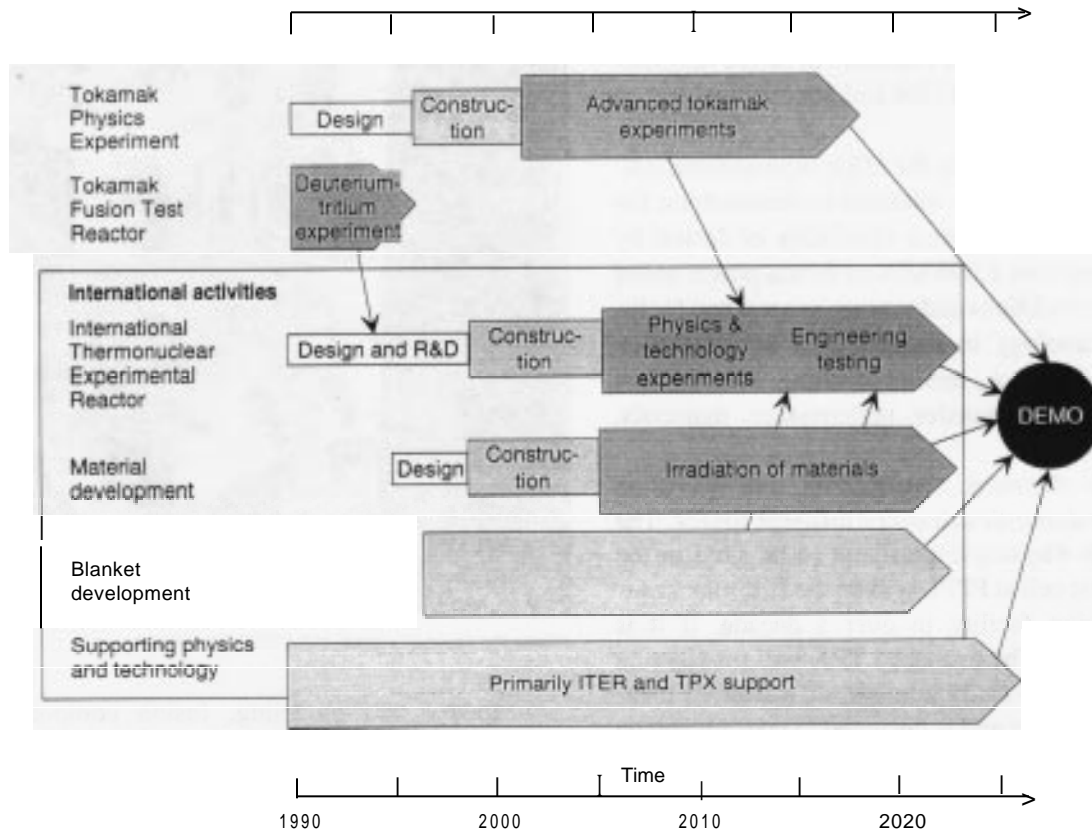 Tokamak
Physics
Experiment
Design
Construc-
tion
Advanced tokamak
experiments
Tokamak
Fusion Test
Reactor
Deuterium-
tritium
experiment
International activities
International
Thermonuclear
Experimental
Reactor
Design and R&D
Construc-
tion
Physics &
technology
experiments
Engineering
testing
DEMO
Material
development
Design
Construc-
tion
Irradiation of materials
Blanket
development
Supporting physics
and technology
Primarily ITER and TPX support
Time
1990 2000 2010 2020